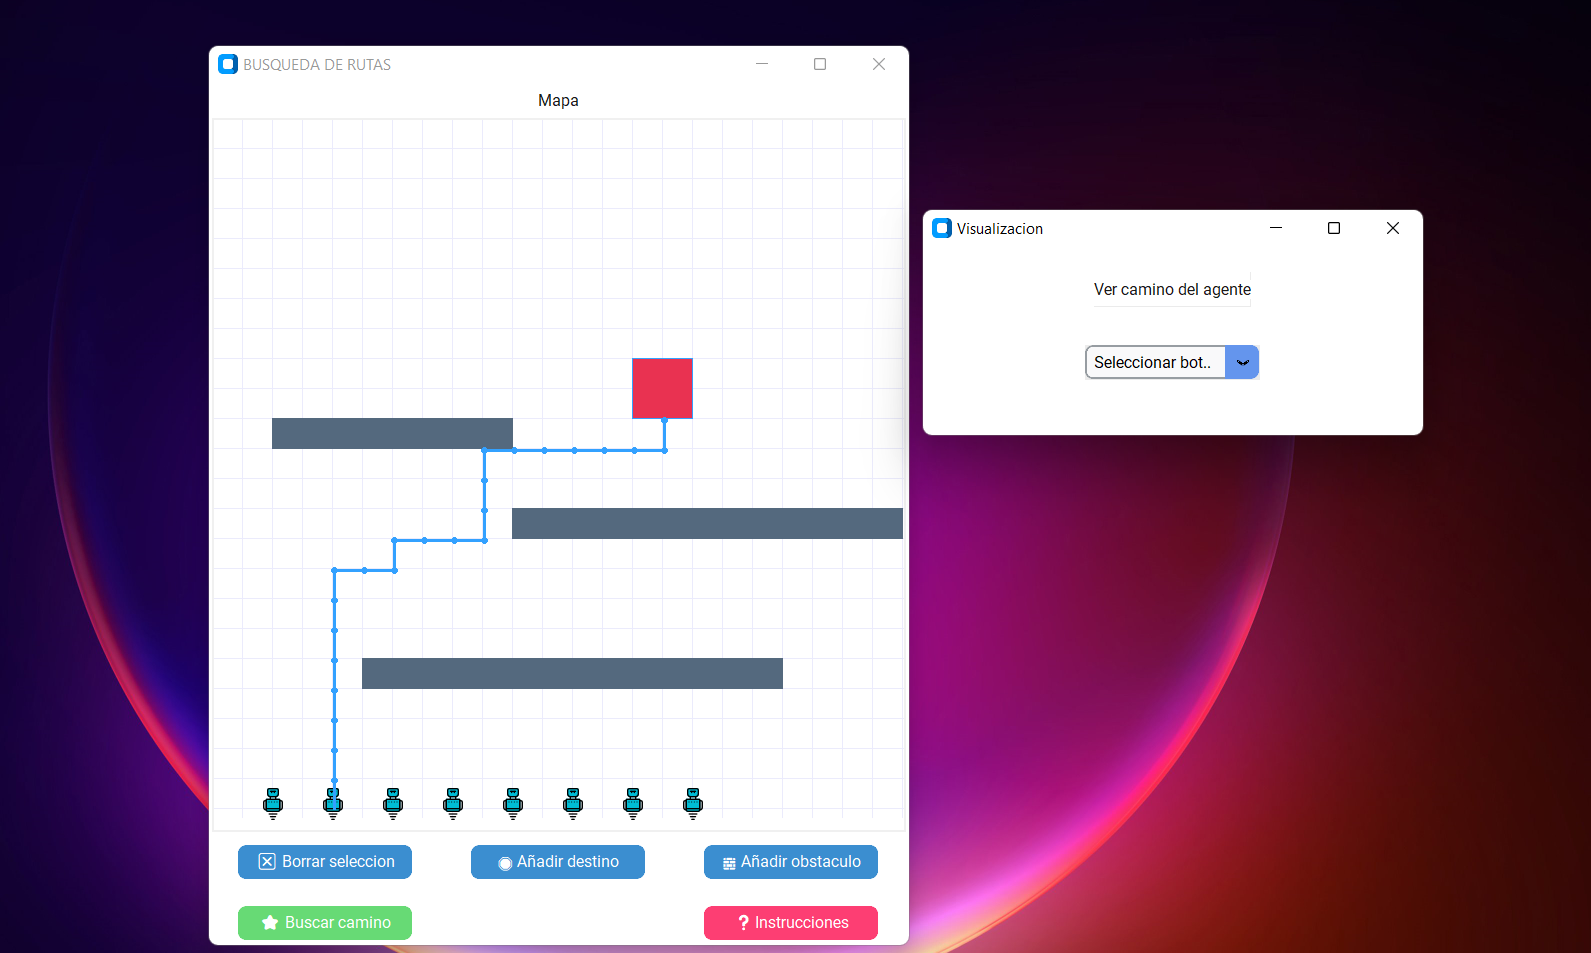 BUSQUEDA DE RUTAS
Mapa
Visualizacion
Ver camino del agente
Seleccionar bot..
Borrar seleccion
Añadir destino
Añadir obstaculo
Buscar camino
? Instrucciones